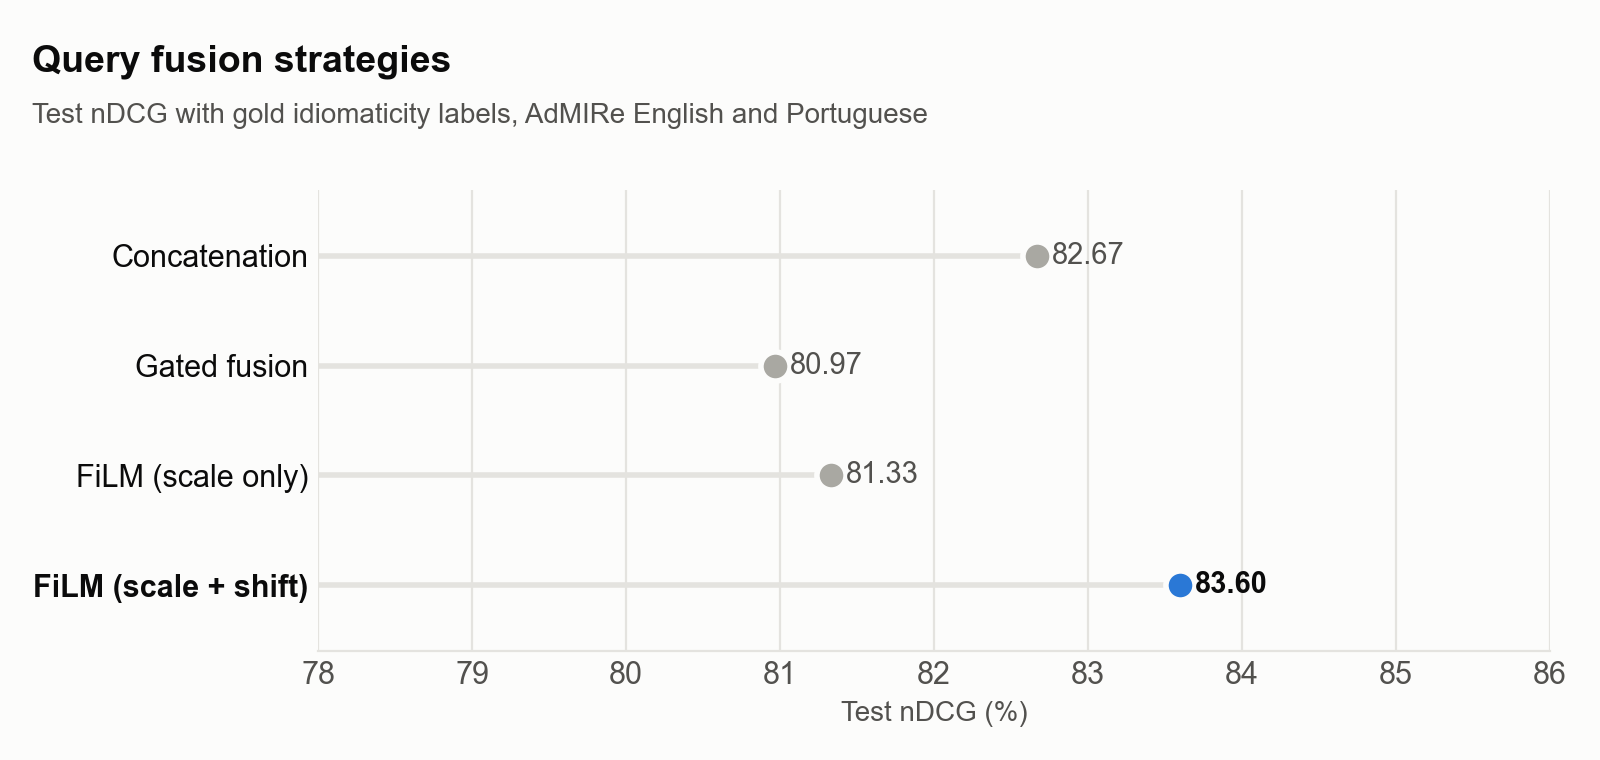 Query fusion strategies
Test nDCG with gold idiomaticity labels, AdMIRe English and Portuguese
Concatenation 82.67
Gated fusion 80.97
FiLM (scale only) 81.33
FiLM (scale + shift) 83.60
78 79 80 81 82 83 84 85 86
Test nDCG (%)